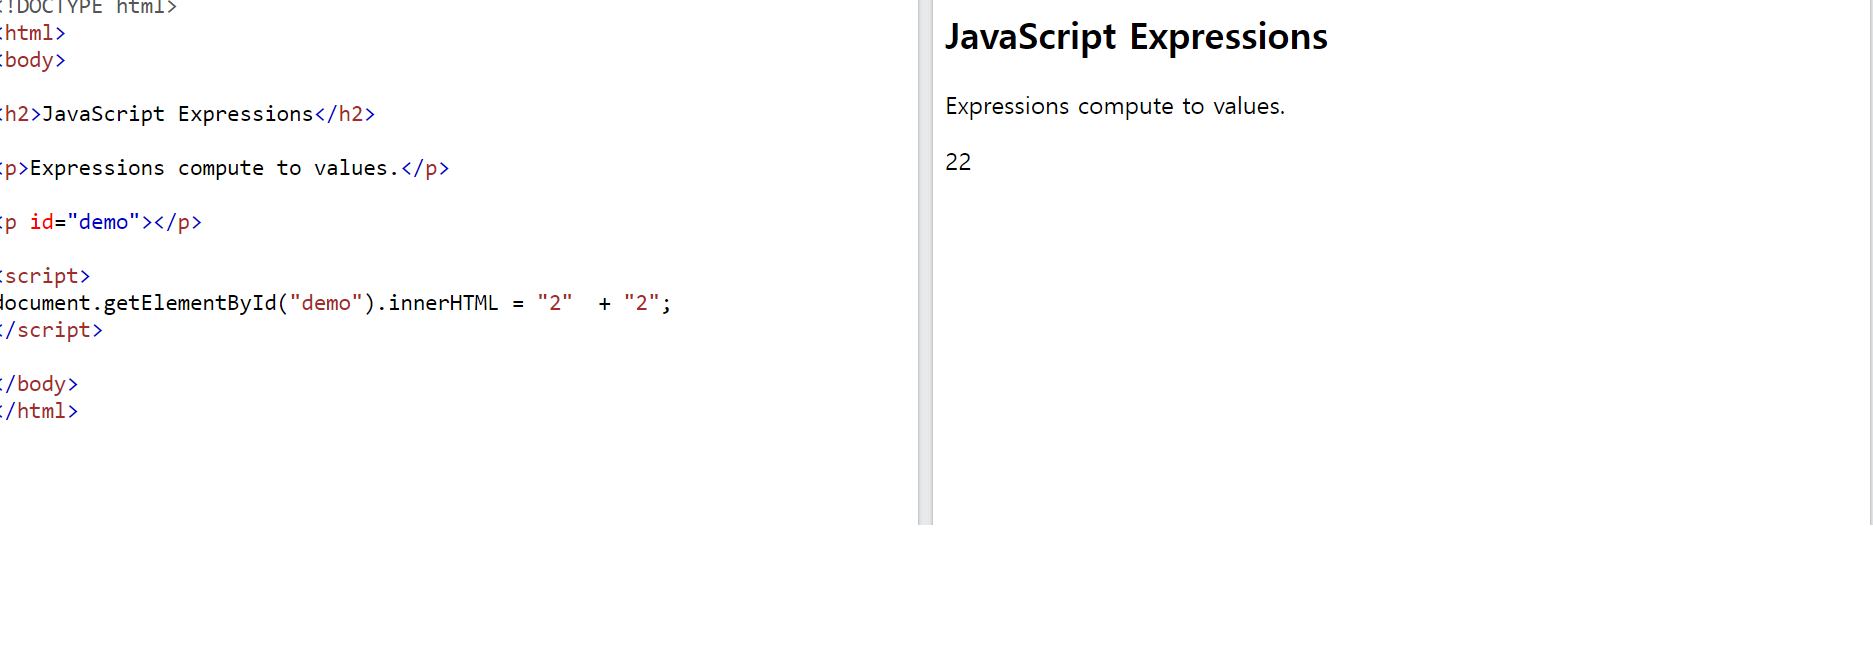 <!DOCTYPE html>
<html>
<body>
<h2>JavaScript Expressions</h2>
<p>Expressions compute to values.</p>
<p id="demo"></p>
<script>
document.getElementById("demo").innerHTML = "2"  + "2";
</script>
</body>
</html>
JavaScript Expressions
Expressions compute to values.
22